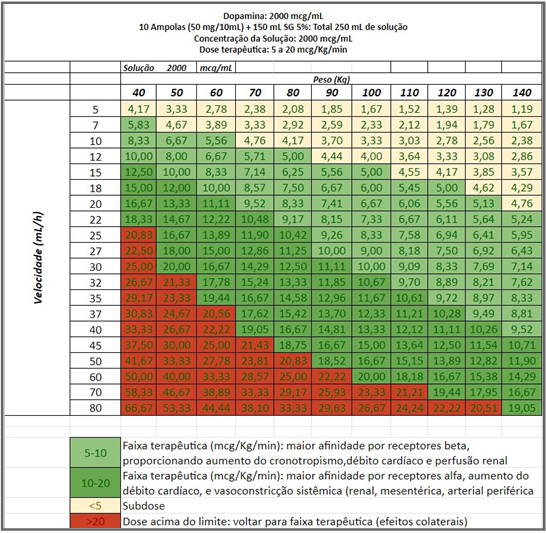 Dopamina: 2000 mcg/mL
10 Ampolas (50 mg/10mL) + 150 mL SG 5%: Total 250 mL de solução
Concentração da Solução: 2000 mcg/mL
Dose terapêutica: 5 a 20 mcg/Kg/min
Solução 2000 mcg/mL
Peso (Kg)
40 50 60 70 80 90 100 110 120 130 140
Velocidade (mL/h)
5 4,17 3,33 2,78 2,38 2,08 1,85 1,67 1,52 1,39 1,28 1,19
7 5,83 4,67 3,89 3,33 2,92 2,59 2,33 2,12 1,94 1,79 1,67
10 8,33 6,67 5,56 4,76 4,17 3,70 3,33 3,03 2,78 2,56 2,38
12 10,00 8,00 6,67 5,71 5,00 4,44 4,00 3,64 3,33 3,08 2,86
15 12,50 10,00 8,33 7,14 6,25 5,56 5,00 4,55 4,17 3,85 3,57
18 15,00 12,00 10,00 8,57 7,50 6,67 6,00 5,45 5,00 4,62 4,29
20 16,67 13,33 11,11 9,52 8,33 7,41 6,67 6,06 5,56 5,13 4,76
22 18,33 14,67 12,22 10,48 9,17 8,15 7,33 6,67 6,11 5,64 5,24
25 20,83 16,67 13,89 11,90 10,42 9,26 8,33 7,58 6,94 6,41 5,95
27 22,50 18,00 15,00 12,86 11,25 10,00 9,00 8,18 7,50 6,92 6,43
30 25,00 20,00 16,67 14,29 12,50 11,11 10,00 9,09 8,33 7,69 7,14
32 26,67 21,33 17,78 15,24 13,33 11,85 10,67 9,70 8,89 8,21 7,62
35 29,17 23,33 19,44 16,67 14,58 12,96 11,67 10,61 9,72 8,97 8,33
37 30,83 24,67 20,56 17,62 15,42 13,70 12,33 11,21 10,28 9,49 8,81
40 33,33 26,67 22,22 19,05 16,67 14,81 13,33 12,12 11,11 10,26 9,52
45 37,50 30,00 25,00 21,43 18,75 16,67 15,00 13,64 12,50 11,54 10,71
50 41,67 33,33 27,78 23,81 20,83 18,52 16,67 15,15 13,89 12,82 11,90
60 50,00 40,00 33,33 28,57 25,00 22,22 20,00 18,18 16,67 15,38 14,29
70 58,33 46,67 38,89 33,33 29,17 25,93 23,33 21,21 19,44 17,95 16,67
80 66,67 53,33 44,44 38,10 33,33 29,63 26,67 24,24 22,22 20,51 19,05
5-10 Faixa terapêutica (mcg/Kg/min): maior afinidade por receptores beta,
proporcionando aumento do cronotropismo,débito cardíaco e perfusão renal
10-20 Faixa terapêutica (mcg/Kg/min): maior afinidade por receptores alfa, aumento do
débito cardíaco, e vasoconstricção sistêmica (renal, mesentérica, arterial periférica
<5 Subdose
>20 Dose acima do limite: voltar para faixa terapêutica (efeitos colaterais)